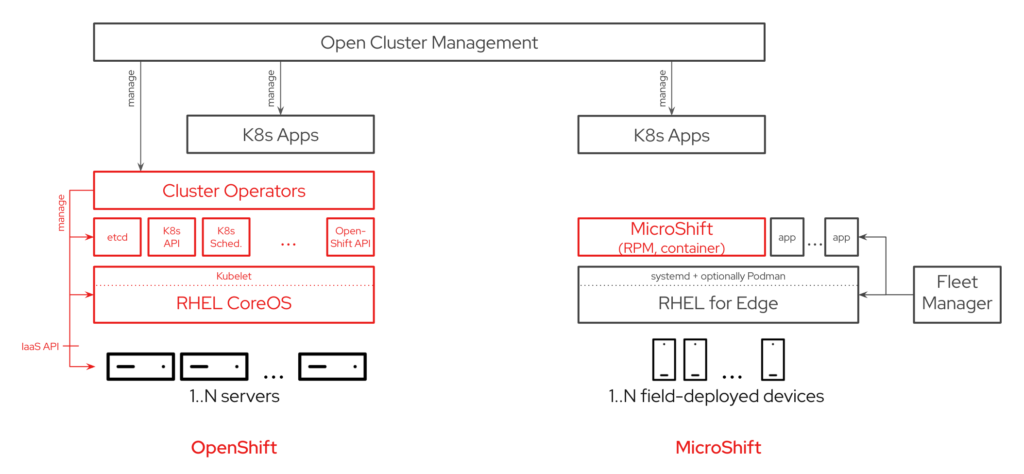 Open Cluster Management
manage
manage
manage
K8s Apps
K8s Apps
Cluster Operators
manage
etcd
K8s
API
K8s
Sched.
...
Open-
Shift API
MicroShift
(RPM, container)
app
...
app
Kubelet
RHEL CoreOS
systemd + optionally Podman
RHEL for Edge
Fleet
Manager
IaaS API
...
...
1..N servers
1..N field-deployed devices
OpenShift
MicroShift